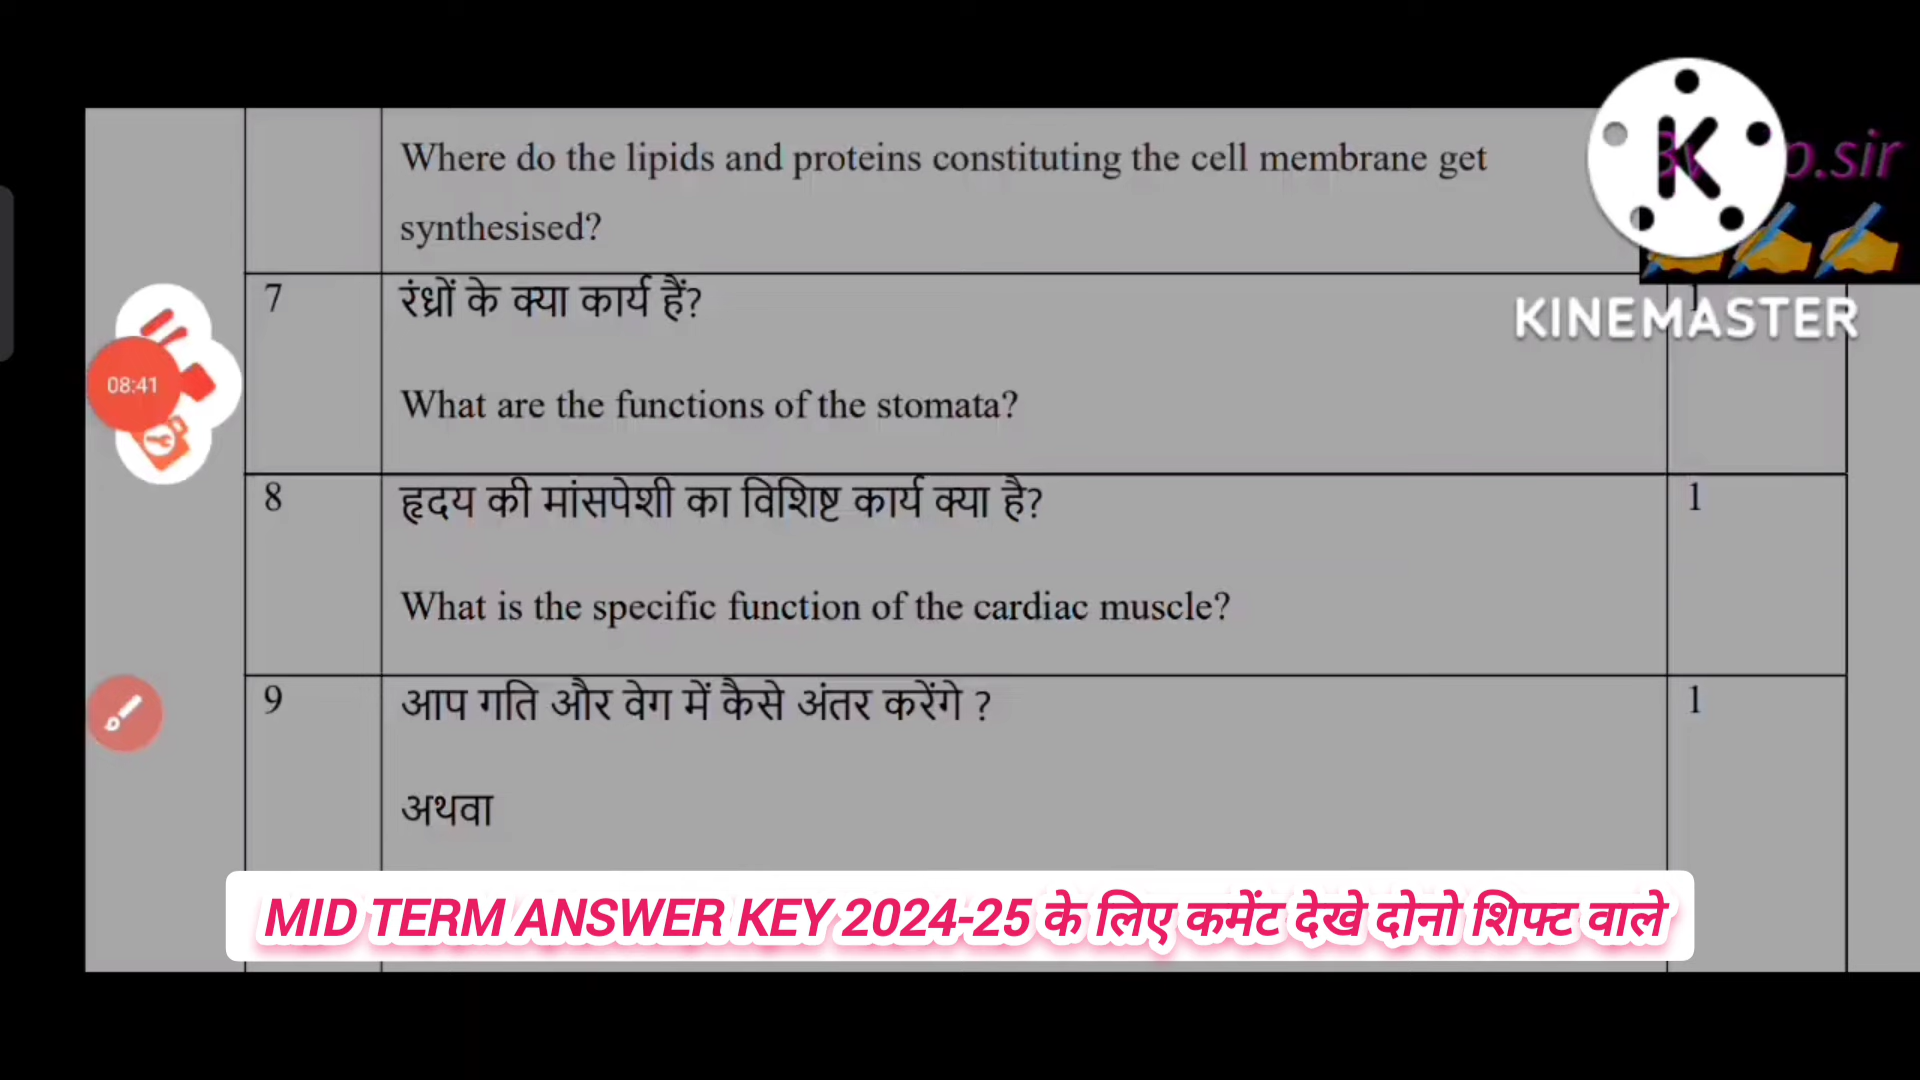 Where do the lipids and proteins constituting the cell membrane get
synthesised?
p.sir
K
KINEMASTER
7
रंध्रों के क्या कार्य हैं?
1
08:41
What are the functions of the stomata?
8
हृदय की मांसपेशी का विशिष्ट कार्य क्या है?
1
What is the specific function of the cardiac muscle?
9
आप गति और वेग में कैसे अंतर करेंगे ?
1
अथवा
MID TERM ANSWER KEY 2024-25 के लिए कमेंट देखे दोनो शिफ्ट वाले